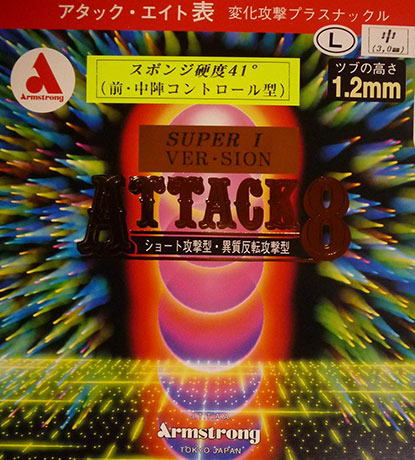 アタック・エイト表 変化攻撃プラスナックル
L
中
(3,0㎜)
Armstrong
スポンジ硬度41°
(前・中陣コントロール型)
ツブの高さ
1.2mm
SUPER I
VER·SION
ATTACK8
ショート攻撃型・異質反転攻撃型
Armstrong
TOKYO JAPAN